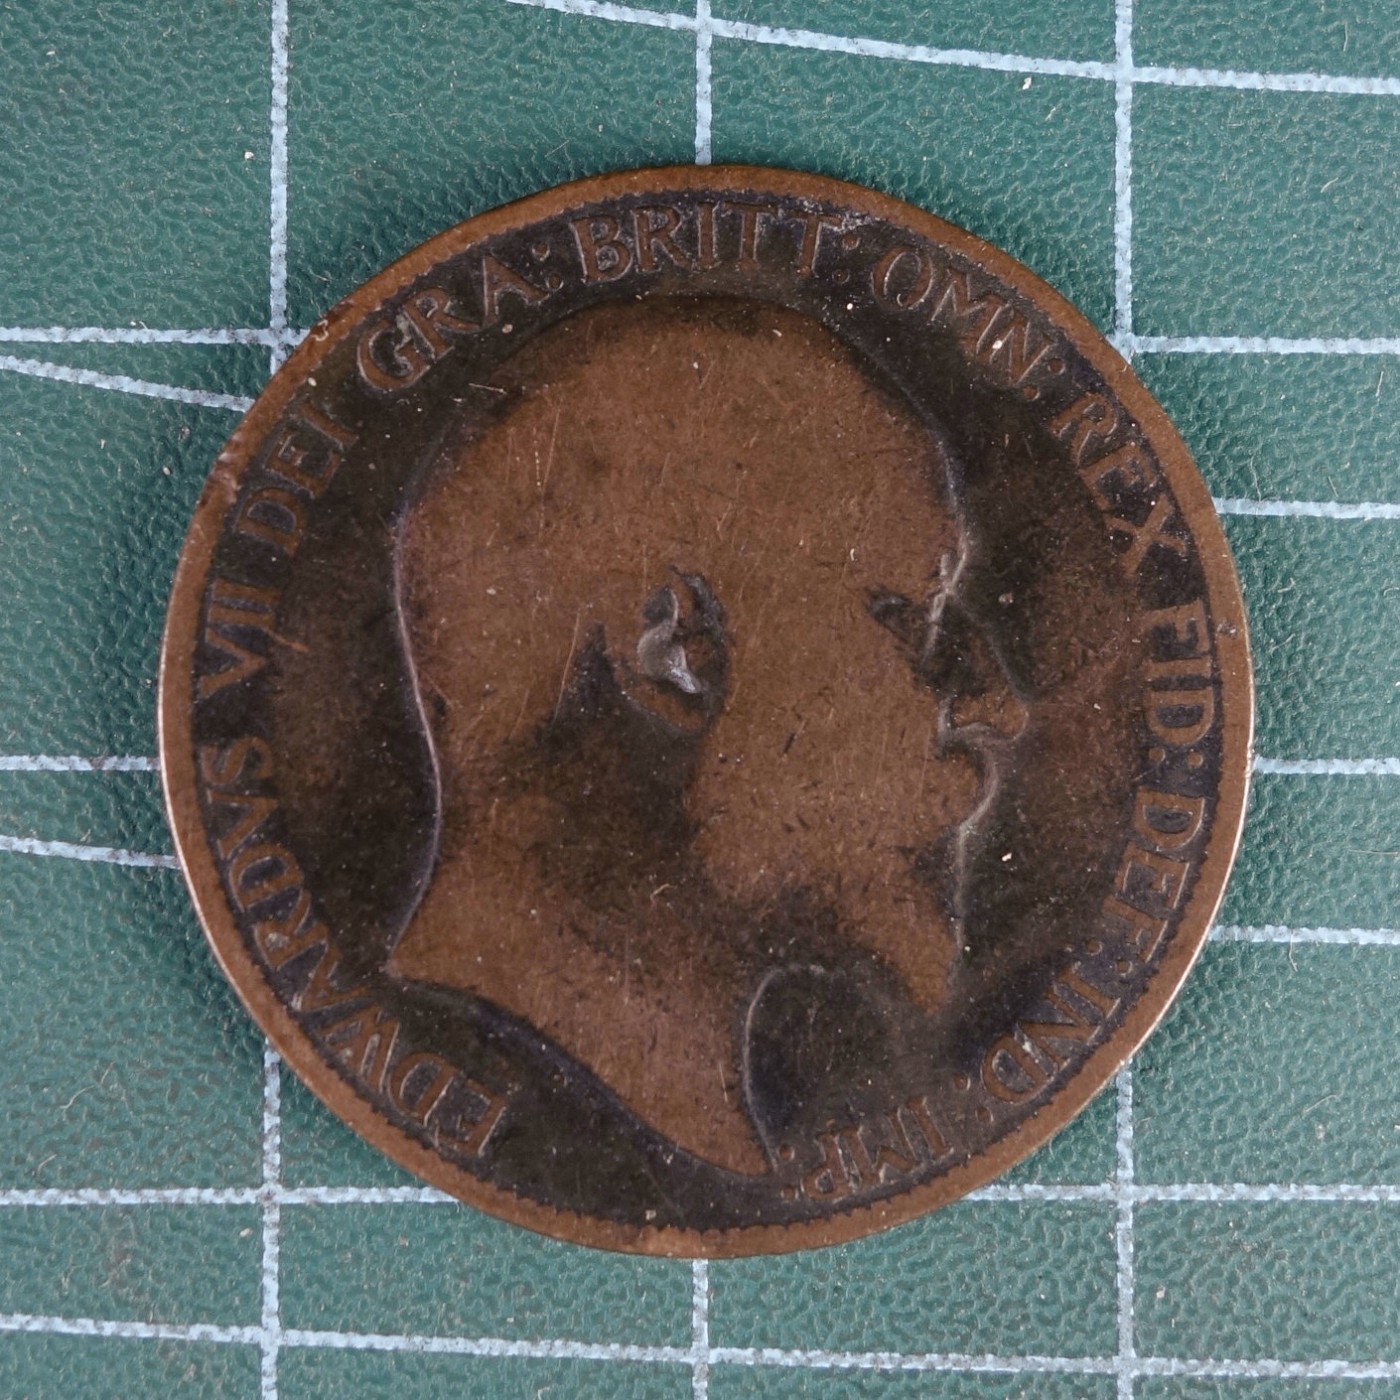 EDWARDVS VII DEI GRA: BRITT: OMN: REX FID: DEF: IND: IMP: